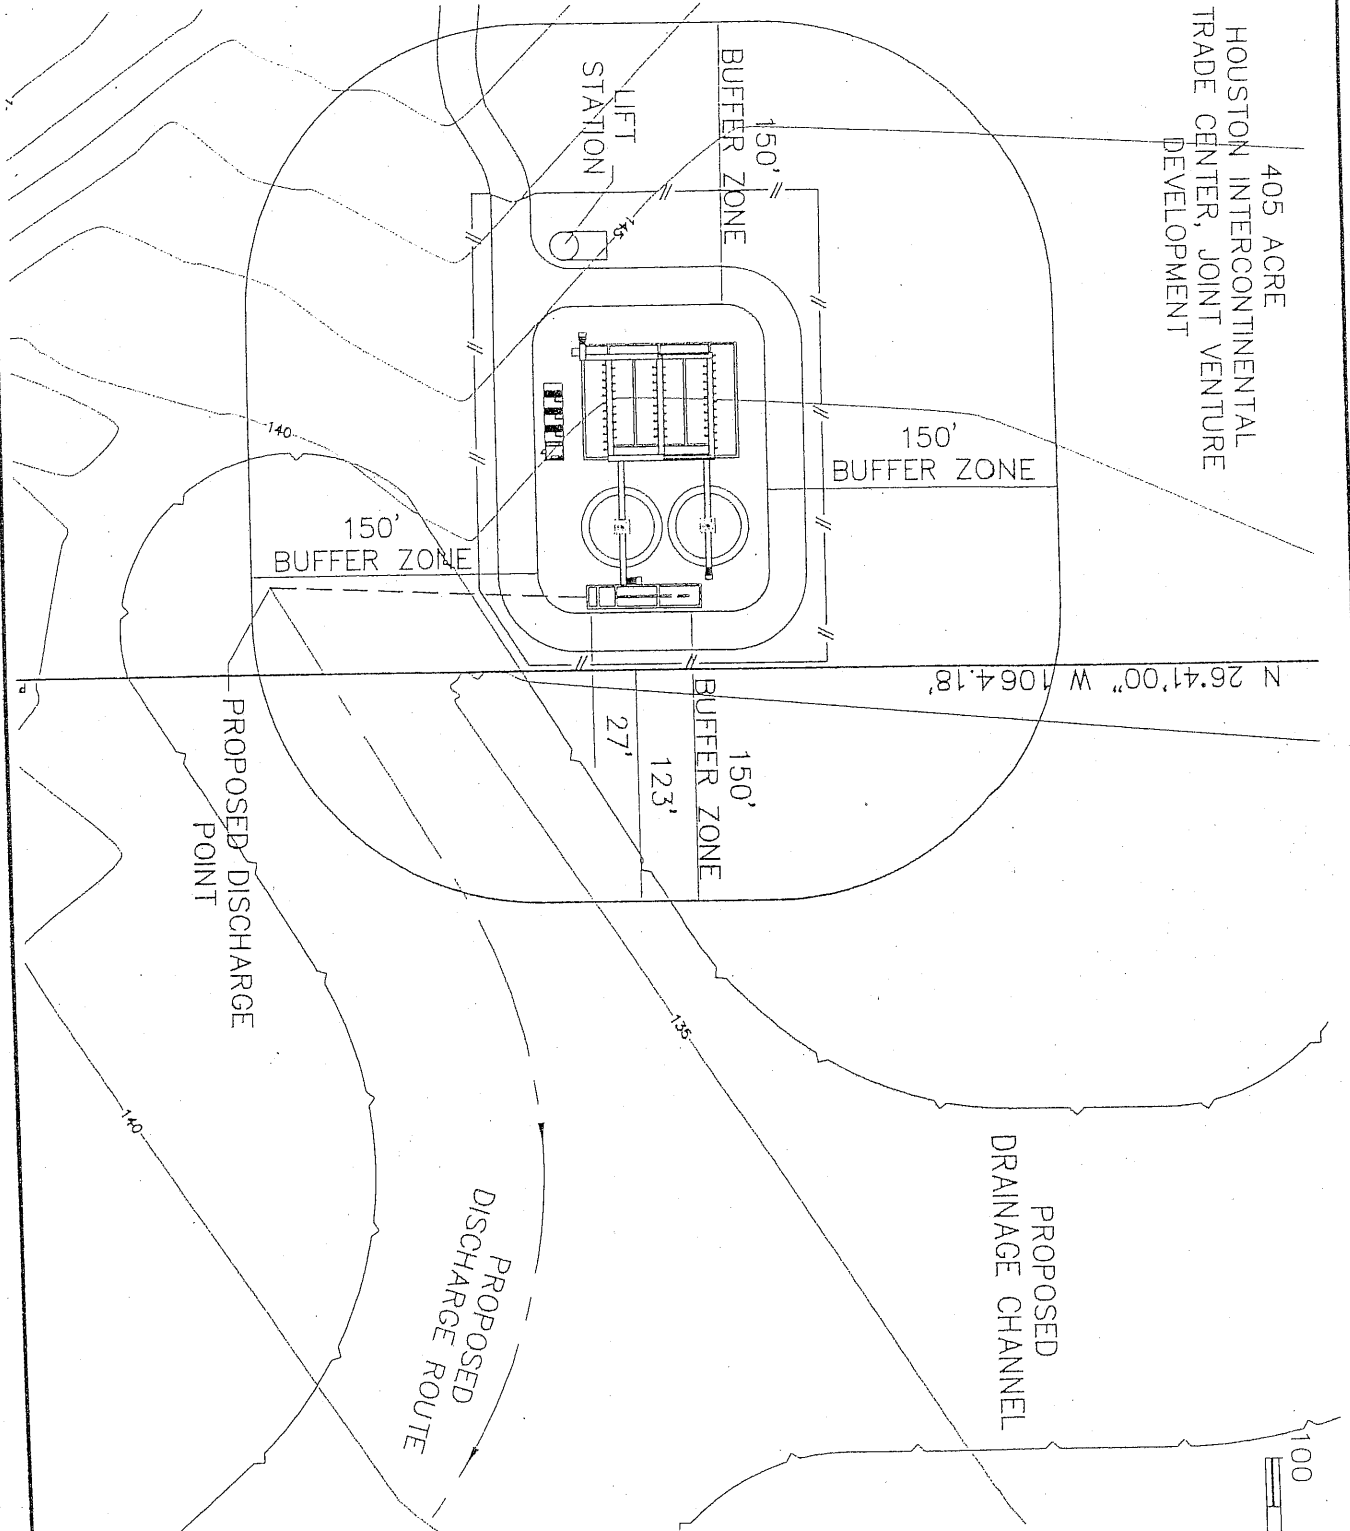 405 ACRE
HOUSTON INTERCONTINENTAL
TRADE CENTER, JOINT VENTURE
DEVELOPMENT
150'
BUFFER ZONE
LIFT
STATION
150'
BUFFER ZONE
150'
BUFFER ZONE
140
N 26°41'00" W 1064.18'
150'
BUFFER ZONE
123'
27'
PROPOSED DISCHARGE
POINT
135
140
PROPOSED
DRAINAGE CHANNEL
PROPOSED
DISCHARGE ROUTE
100